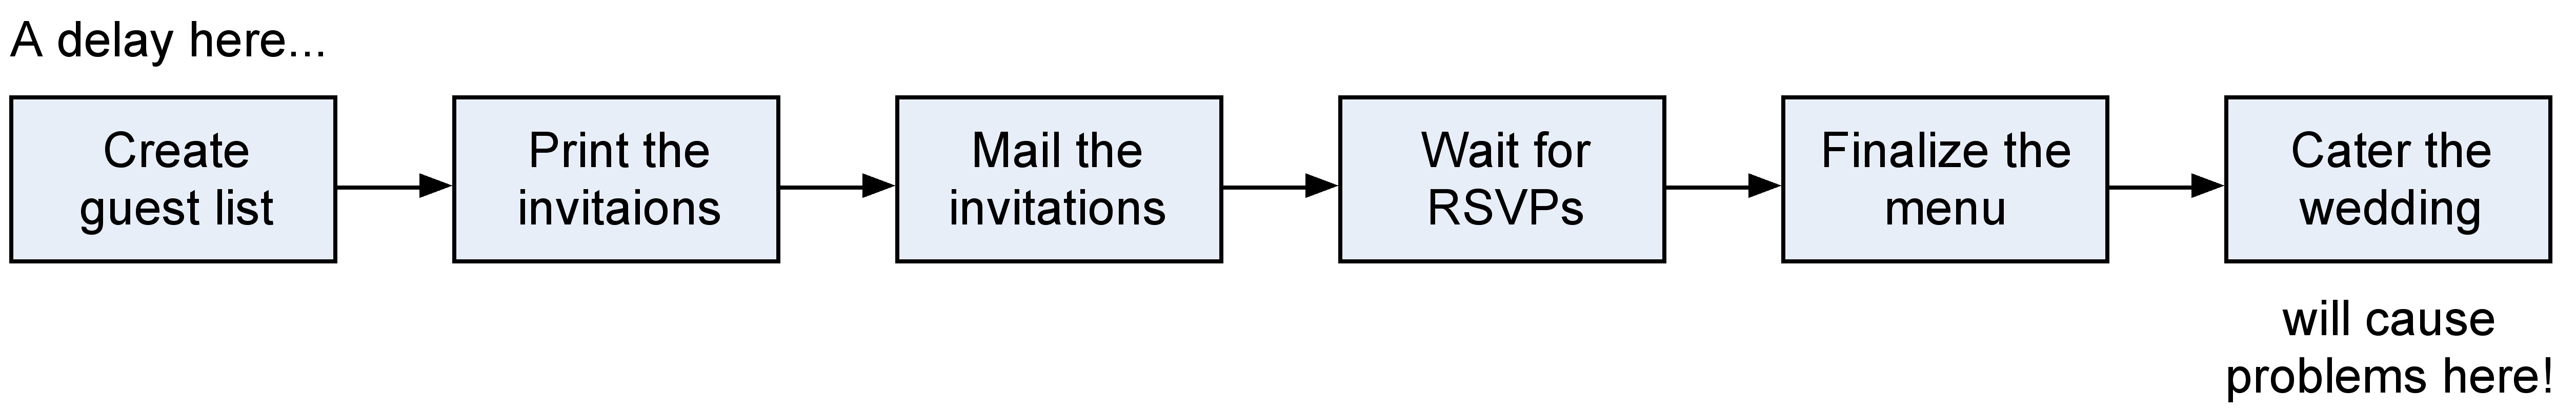 A delay here...
Create
guest list
Print the
invitaions
Mail the
invitations
Wait for
RSVPs
Finalize the
menu
Cater the
wedding
will cause
problems here!